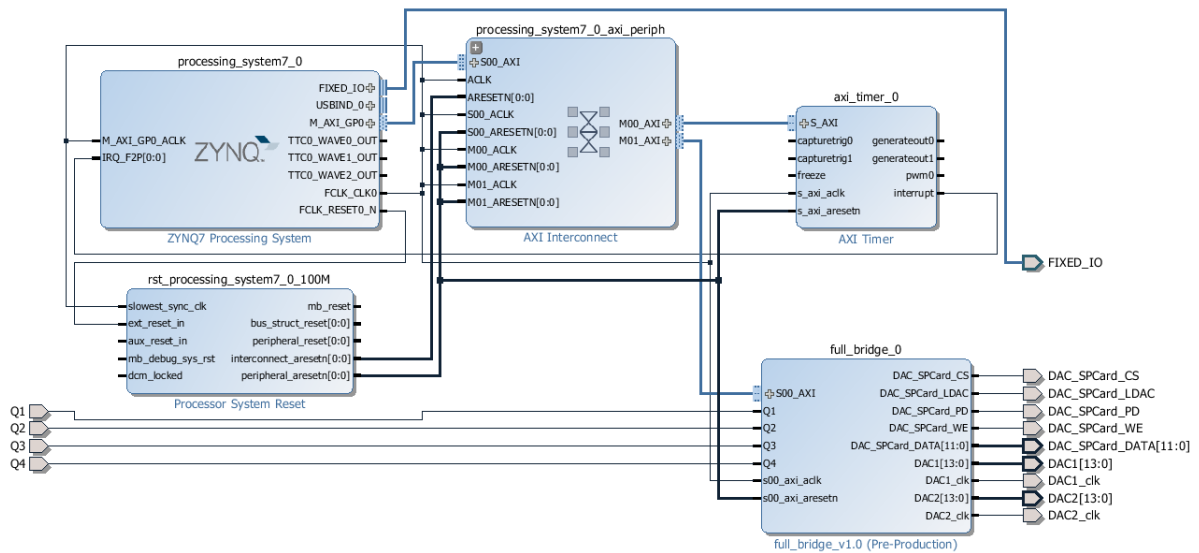 processing_system7_0
FIXED_IO
USBIND_0
M_AXI_GP0
M_AXI_GP0_ACLK
TTC0_WAVE0_OUT
IRQ_F2P[0:0]
ZYNQ
TTC0_WAVE1_OUT
TTC0_WAVE2_OUT
FCLK_CLK0
FCLK_RESET0_N
ZYNQ7 Processing System
processing_system7_0_axi_periph
S00_AXI
ACLK
ARESETN[0:0]
S00_ACLK
S00_ARESETN[0:0]
M00_ACLK
M00_ARESETN[0:0]
M01_ACLK
M01_ARESETN[0:0]
M00_AXI
M01_AXI
AXI Interconnect
axi_timer_0
S_AXI
capturetrig0
capturetrig1
freeze
s_axi_aclk
s_axi_aresetn
generateout0
generateout1
pwm0
interrupt
AXI Timer
FIXED_IO
rst_processing_system7_0_100M
slowest_sync_clk
ext_reset_in
aux_reset_in
mb_debug_sys_rst
dcm_locked
mb_reset
bus_struct_reset[0:0]
peripheral_reset[0:0]
interconnect_aresetn[0:0]
peripheral_aresetn[0:0]
Processor System Reset
Q1
Q2
Q3
Q4
full_bridge_0
S00_AXI
Q1
Q2
Q3
Q4
s00_axi_aclk
s00_axi_aresetn
DAC_SPCard_CS
DAC_SPCard_LDAC
DAC_SPCard_PD
DAC_SPCard_WE
DAC_SPCard_DATA[11:0]
DAC1[13:0]
DAC1_clk
DAC2[13:0]
DAC2_clk
full_bridge_v1.0 (Pre-Production)
DAC_SPCard_CS
DAC_SPCard_LDAC
DAC_SPCard_PD
DAC_SPCard_WE
DAC_SPCard_DATA[11:0]
DAC1[13:0]
DAC1_clk
DAC2[13:0]
DAC2_clk